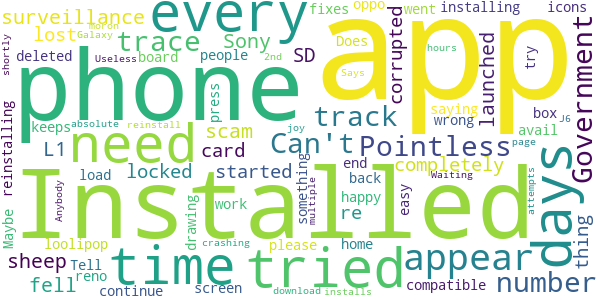 surveillance Moron every fixes oppo went installing icons
lost Galaxy trace Sony Does
shortly deleted Useless board people 2nd hours try
phone press SD Says app corrupted launched Government
keeps absolute reinstall scam track saying wrong box J6
reinstalling need joy Can't Pointless avail page
L1 locked card started something end completely
load Installed multiple back easy Waiting attempts days
Anybody drawing work re happy
Maybe loolipop please home appear thing
sheep Tell time crashing tried compatible
fell reno continue screen download installs number